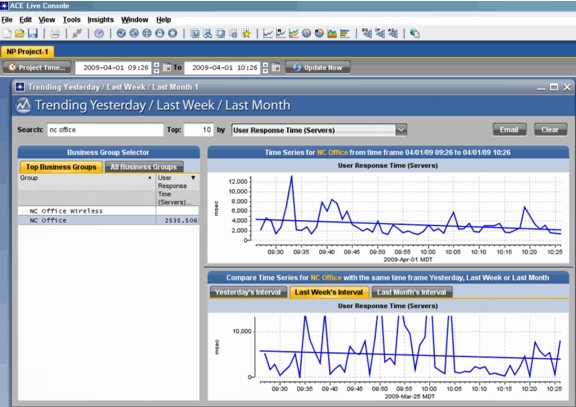 ACE Live Console
File Edit View Tools Insights Window Help
NP Project-1
Project Time... 2009-04-01 09:26 To 2009-04-01 10:26 Update Now
Trending Yesterday / Last Week / Last Month 1
Trending Yesterday / Last Week / Last Month
Search: nc office Top: 10 by User Response Time (Servers) Email Clear
Business Group Selector
Top Business Groups All Business Groups
Group User Response Time (Servers)...
NC Office Wireless
NC Office 2535.506
Time Series for NC Office from time frame 04/01/09 09:26 to 04/01/09 10:26
User Response Time (Servers)
12,000
10,000
8,000
6,000
4,000
2,000
0
msec
09:30 09:35 09:40 09:45 09:50 09:55 10:00 10:05 10:10 10:15 10:20 10:25
2009-Apr-01 MDT
Compare Time Series for NC Office with the same time frame Yesterday, Last Week or Last Month
Yesterday's Interval Last Week's Interval Last Month's Interval
User Response Time (Servers)
10,000
0
msec
09:30 09:35 09:40 09:45 09:50 09:55 10:00 10:05 10:10 10:15 10:20 10:25
2009-Mar-25 MDT